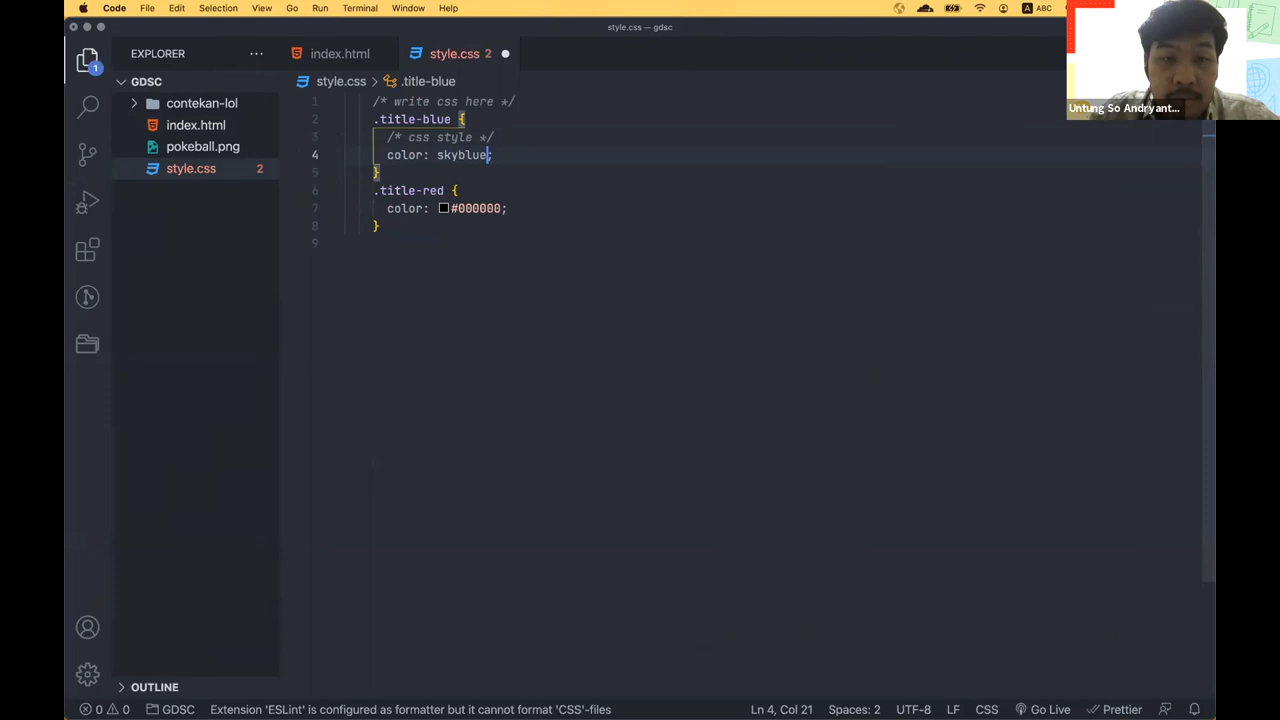 Code File Edit Selection View Go Run Terminal Window Help ABC
style.css — gdsc
EXPLORER
index.html
style.css 2
GDSC
contekan-lol
index.html
pokeball.png
style.css 2
style.css > .title-blue
1 /* write css here */
2 .title-blue {
3 /* css style */
4 color: skyblue;
5 }
6 .title-red {
7 color: #000000;
8 }
9
Untung So Andryant...
1
OUTLINE
0 0 GDSC Extension 'ESLint' is configured as formatter but it cannot format 'CSS'-files Ln 4, Col 21 Spaces: 2 UTF-8 LF CSS Go Live Prettier